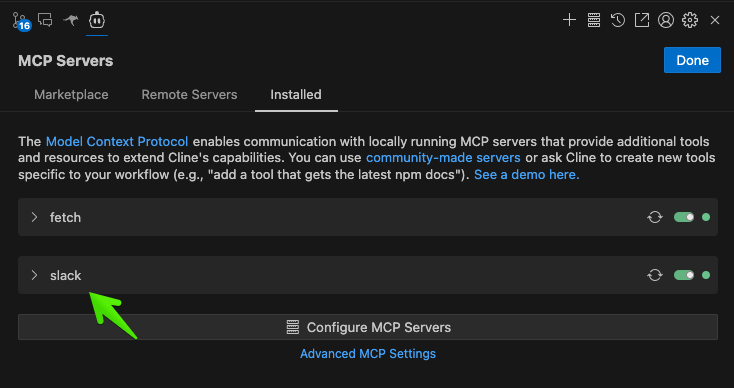 16
MCP Servers
Done
Marketplace Remote Servers Installed
The Model Context Protocol enables communication with locally running MCP servers that provide additional tools
and resources to extend Cline's capabilities. You can use community-made servers or ask Cline to create new tools
specific to your workflow (e.g., "add a tool that gets the latest npm docs"). See a demo here.
fetch
slack
Configure MCP Servers
Advanced MCP Settings